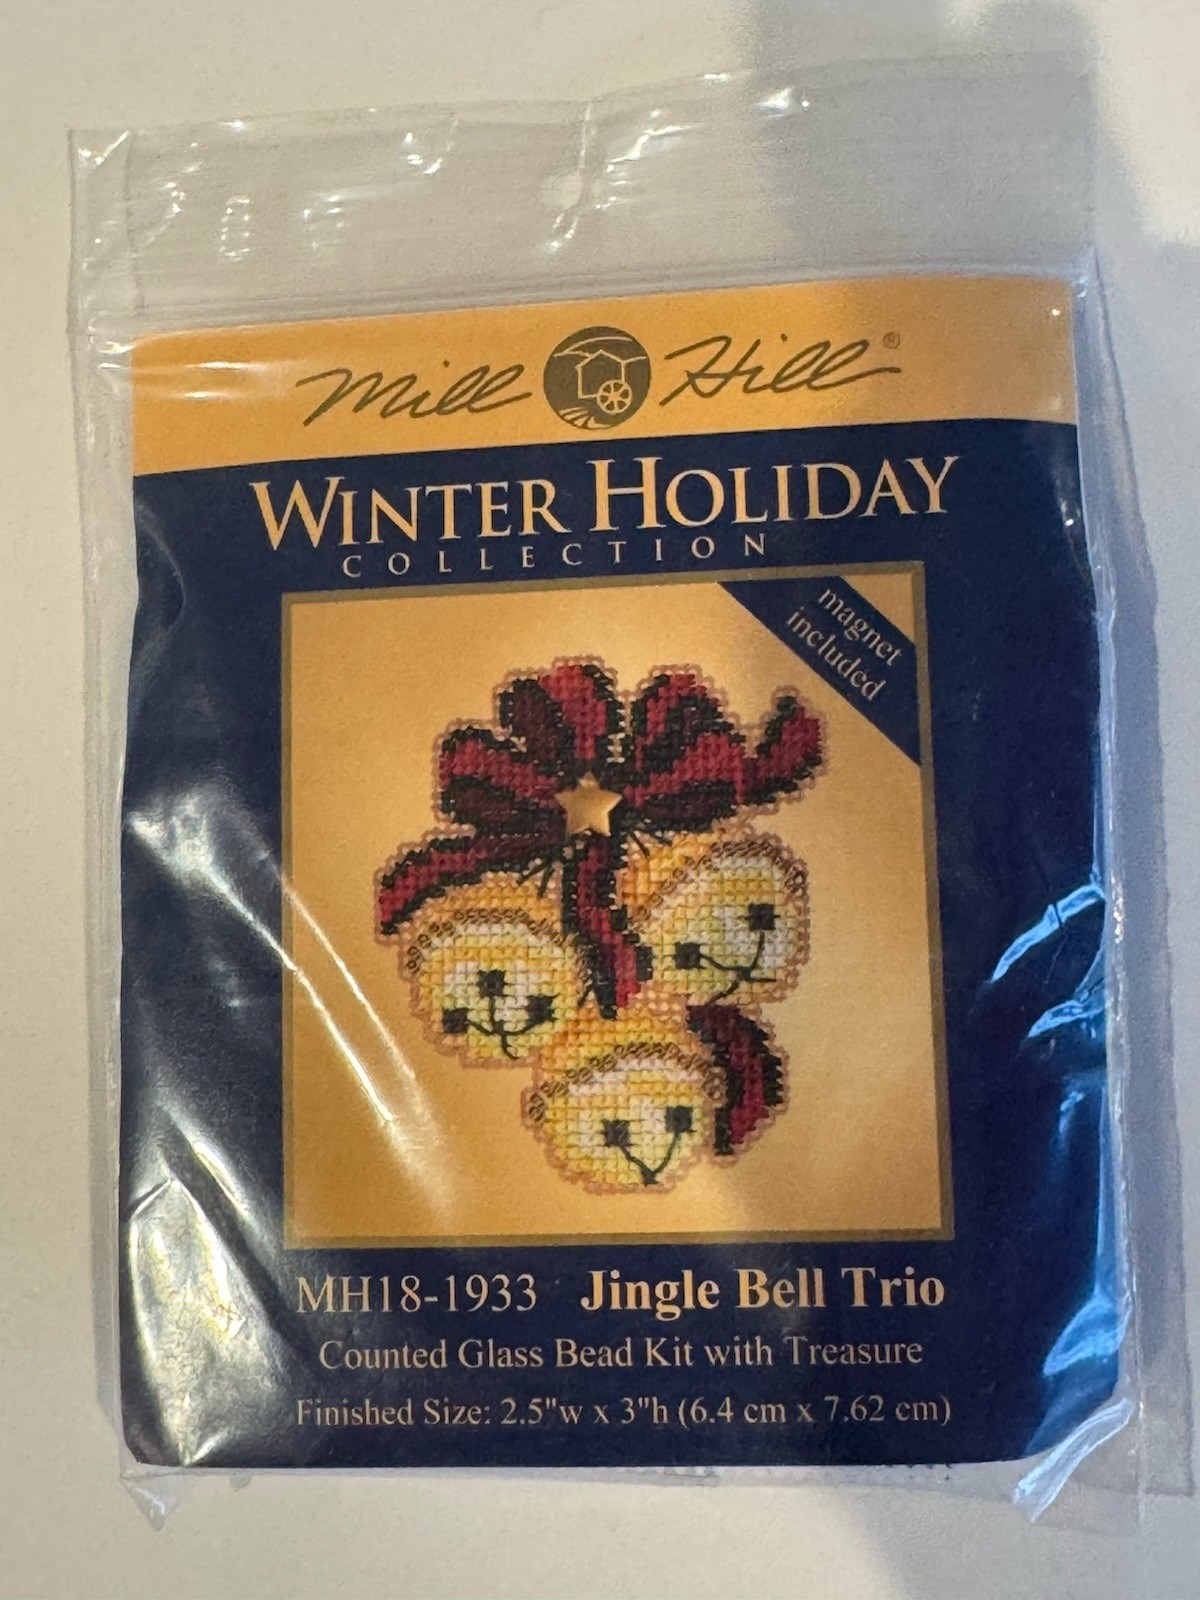 Mill Hill®
WINTER HOLIDAY
COLLECTION
magnet
included
MH18-1933 Jingle Bell Trio
Counted Glass Bead Kit with Treasure
Finished Size: 2.5"w x 3"h (6.4 cm x 7.62 cm)